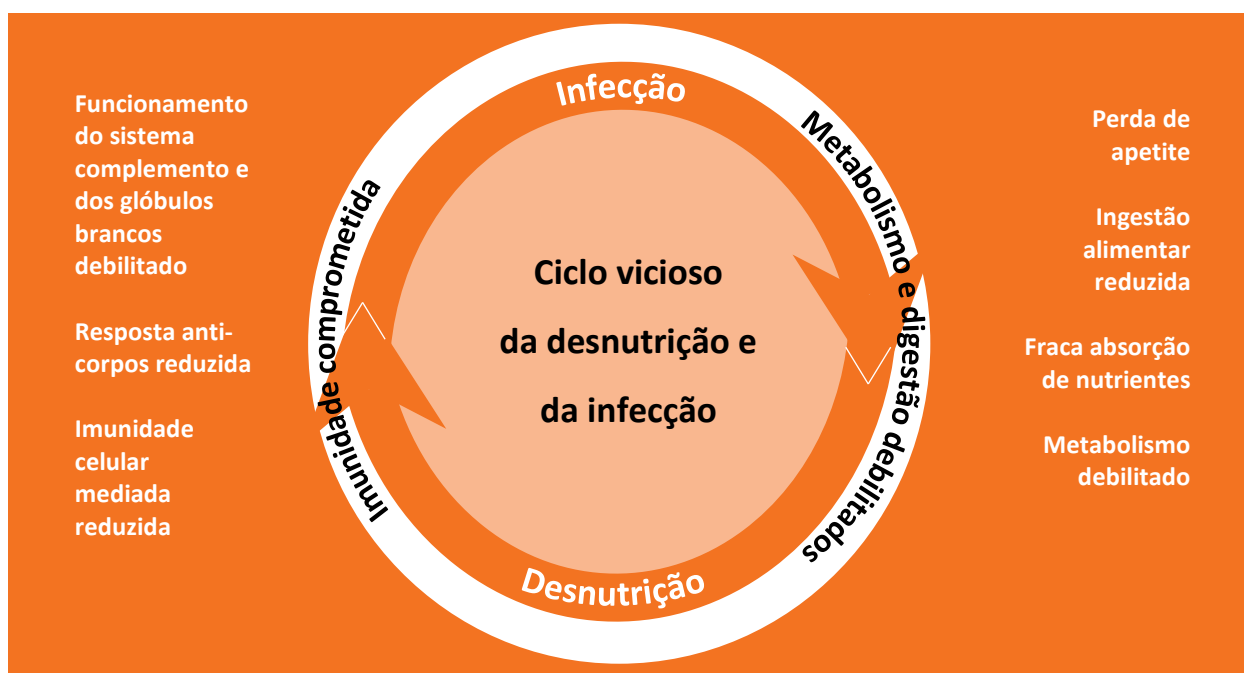 Infecção
Metabolismo e digestão debilitados
Desnutrição
Imunidade comprometida
Ciclo vicioso
da desnutrição e
da infecção
Funcionamento
do sistema
complemento e
dos glóbulos
brancos
debilitado
Resposta anti-
corpos reduzida
Imunidade
celular
mediada
reduzida
Perda de
apetite
Ingestão
alimentar
reduzida
Fraca absorção
de nutrientes
Metabolismo
debilitado